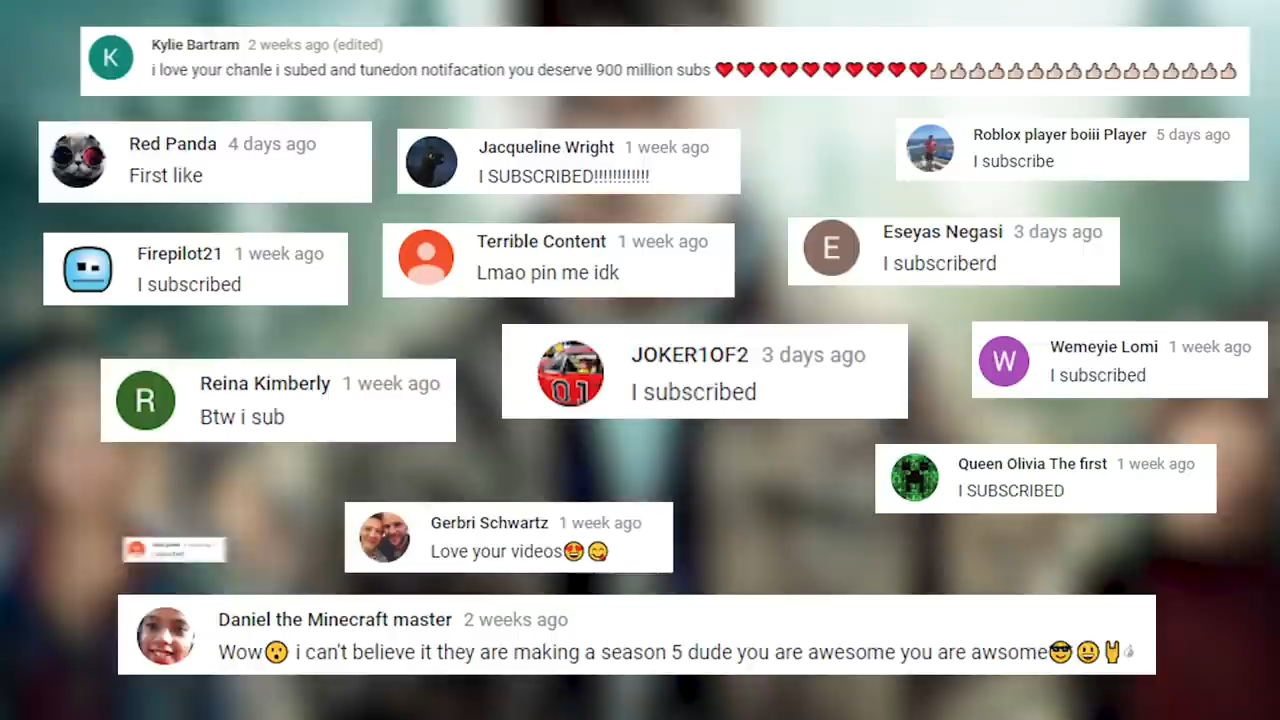 K
Kylie Bartram 2 weeks ago (edited)
i love your chanle i subed and tunedon notifacation you deserve 900 million subs ❤❤❤❤❤❤❤❤❤❤👍🏻👍🏻👍🏻👍🏻👍🏻👍🏻👍🏻👍🏻👍🏻👍🏻👍🏻👍🏻👍🏻👍🏻👍🏻👍🏻
Red Panda 4 days ago
First like
Jacqueline Wright 1 week ago
I SUBSCRIBED!!!!!!!!!!!!
Roblox player boiii Player 5 days ago
I subscribe
Firepilot21 1 week ago
I subscribed
Terrible Content 1 week ago
Lmao pin me idk
E
Eseyas Negasi 3 days ago
I subscriberd
R
Reina Kimberly 1 week ago
Btw i sub
01
JOKER1OF2 3 days ago
I subscribed
W
Wemeyie Lomi 1 week ago
I subscribed
Queen Olivia The first 1 week ago
I SUBSCRIBED
Gerbri Schwartz 1 week ago
Love your videos😍😋
Daniel the Minecraft master 2 weeks ago
Wow😮 i can't believe it they are making a season 5 dude you are awesome you are awsome😎😃🤘